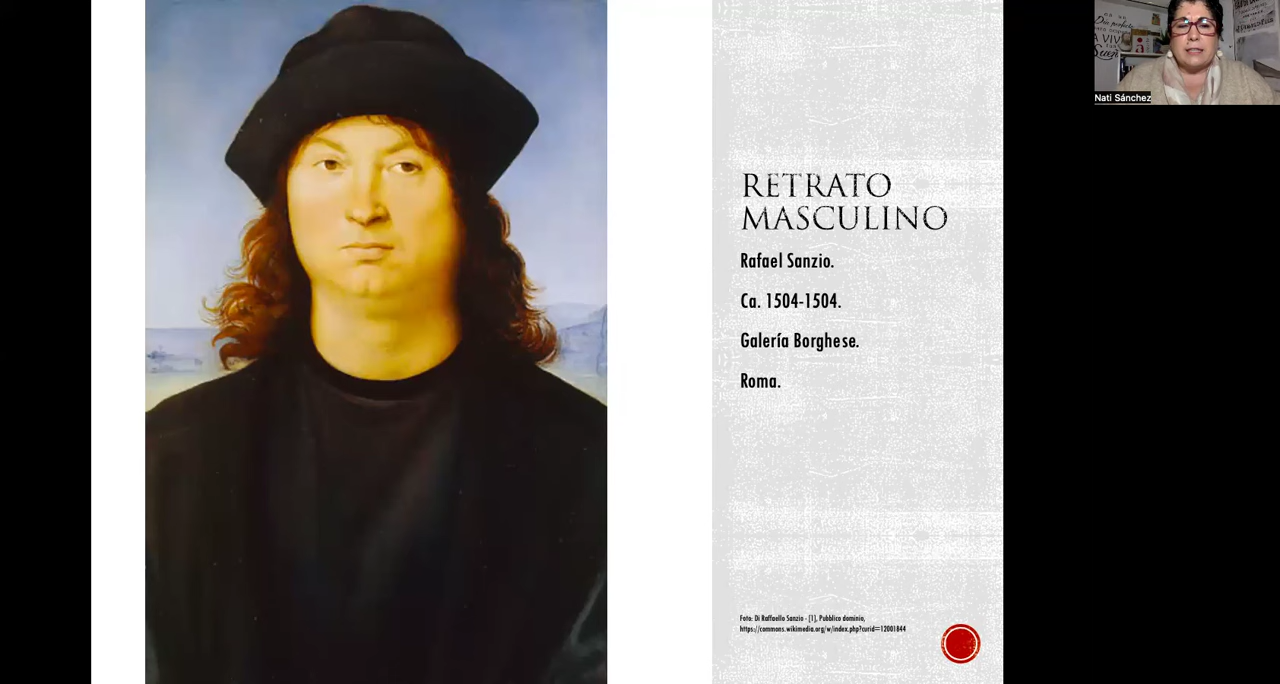 RETRATO
MASCULINO
Rafael Sanzio.
Ca. 1504-1504.
Galería Borghese.
Roma.
Foto: Di Raffaello Sanzio - [1], Pubblico dominio,
https://commons.wikimedia.org/w/index.php?curid=12001844
Nati Sánchez